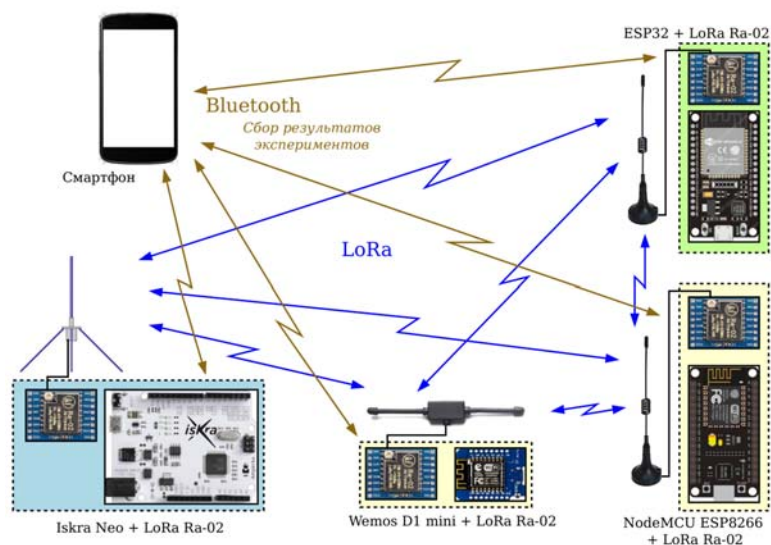 ESP32 + LoRa Ra-02
Bluetooth
Сбор результатов
экспериментов
Смартфон
LoRa
iskra
Iskra Neo + LoRa Ra-02
Wemos D1 mini + LoRa Ra-02
NodeMCU ESP8266
+ LoRa Ra-02